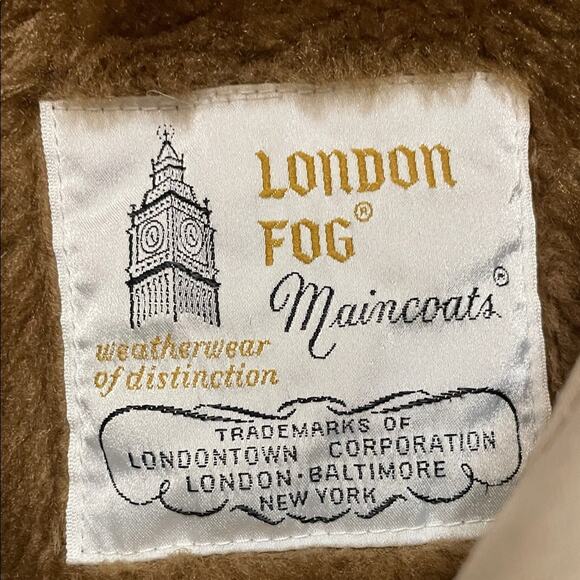 LONDON
FOG®
Maincoats®
weatherwear
of distinction
TRADEMARKS OF
LONDONTOWN CORPORATION
LONDON·BALTIMORE
NEW YORK